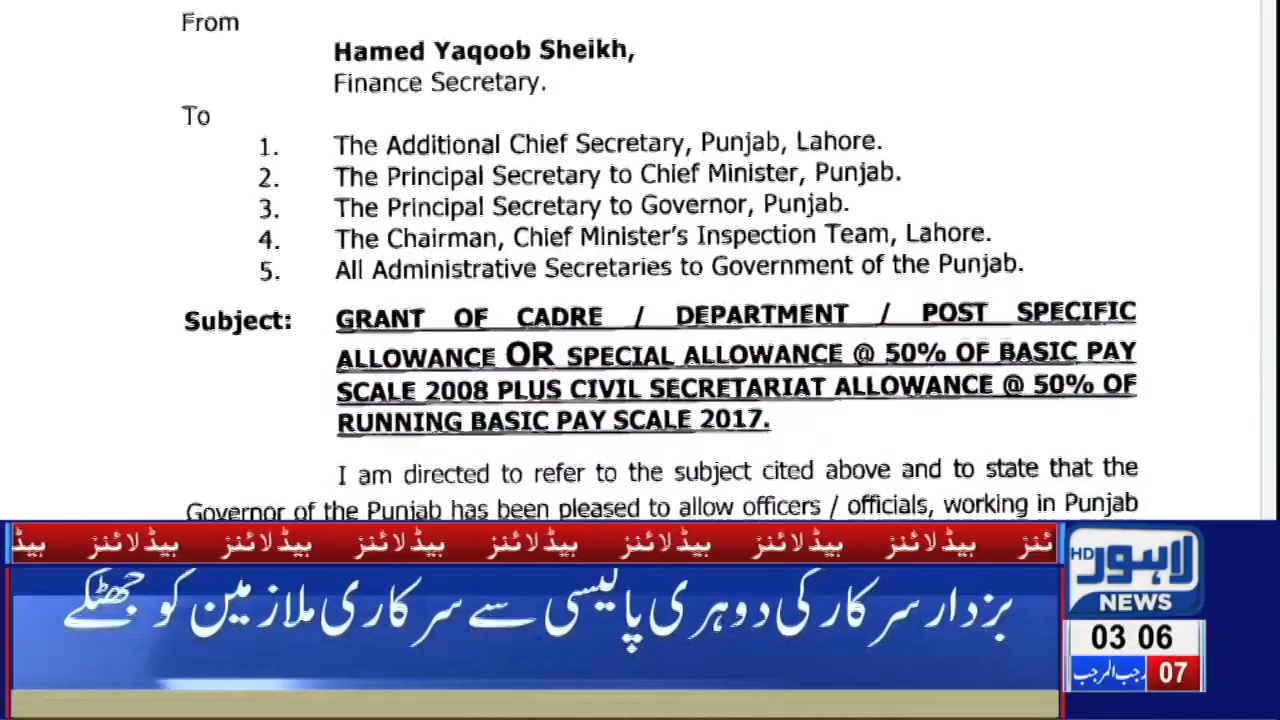 From
Hamed Yaqoob Sheikh,
Finance Secretary.
To
1. The Additional Chief Secretary, Punjab, Lahore.
2. The Principal Secretary to Chief Minister, Punjab.
3. The Principal Secretary to Governor, Punjab.
4. The Chairman, Chief Minister's Inspection Team, Lahore.
5. All Administrative Secretaries to Government of the Punjab.
Subject: GRANT OF CADRE / DEPARTMENT / POST SPECIFIC
ALLOWANCE OR SPECIAL ALLOWANCE @ 50% OF BASIC PAY
SCALE 2008 PLUS CIVIL SECRETARIAT ALLOWANCE @ 50% OF
RUNNING BASIC PAY SCALE 2017.
I am directed to refer to the subject cited above and to state that the
Governor of the Punjab has been pleased to allow officers / officials, working in Punjab
ئنز ہیڈلائنز ہیڈلائنز ہیڈلائنز ہیڈلائنز ہیڈلائنز ہیڈلائنز ہیڈلائنز ہیڈ
بزدار سرکار کی دوہری پالیسی سے سرکاری ملازمین کو جھٹکے
لاہور HD
NEWS
03 06
07 رجب المرجب